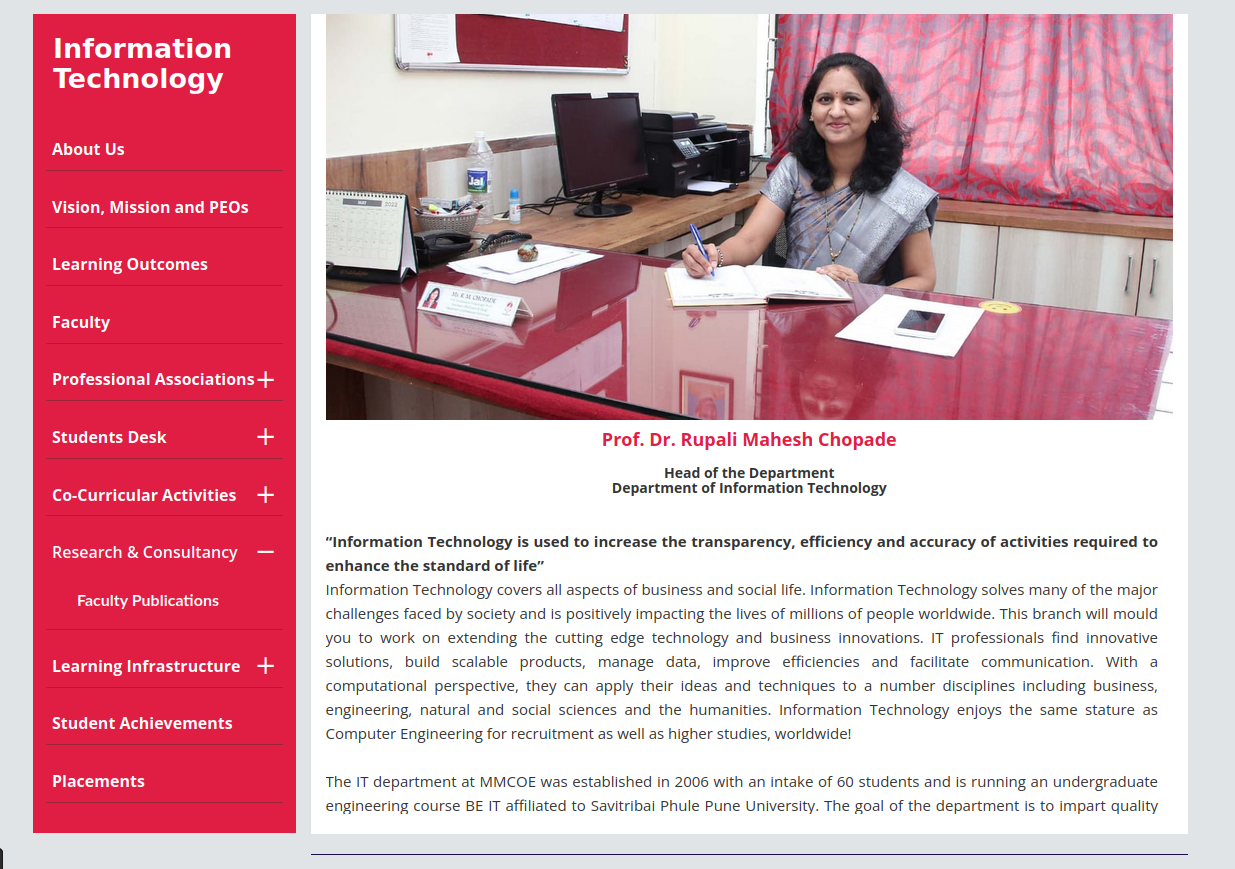 Information
Technology
About Us
Vision, Mission and PEOs
Learning Outcomes
Faculty
Professional Associations
Students Desk
Co-Curricular Activities
Research & Consultancy
Faculty Publications
Learning Infrastructure
Student Achievements
Placements
Jal
MAY
CHOPADE
Prof. Dr. Rupali Mahesh Chopade
Head of the Department
Department of Information Technology
“Information Technology is used to increase the transparency, efficiency and accuracy of activities required to
enhance the standard of life”
Information Technology covers all aspects of business and social life. Information Technology solves many of the major
challenges faced by society and is positively impacting the lives of millions of people worldwide. This branch will mould
you to work on extending the cutting edge technology and business innovations. IT professionals find innovative
solutions, build scalable products, manage data, improve efficiencies and facilitate communication. With a
computational perspective, they can apply their ideas and techniques to a number disciplines including business,
engineering, natural and social sciences and the humanities. Information Technology enjoys the same stature as
Computer Engineering for recruitment as well as higher studies, worldwide!
The IT department at MMCOE was established in 2006 with an intake of 60 students and is running an undergraduate
engineering course BE IT affiliated to Savitribai Phule Pune University. The goal of the department is to impart quality